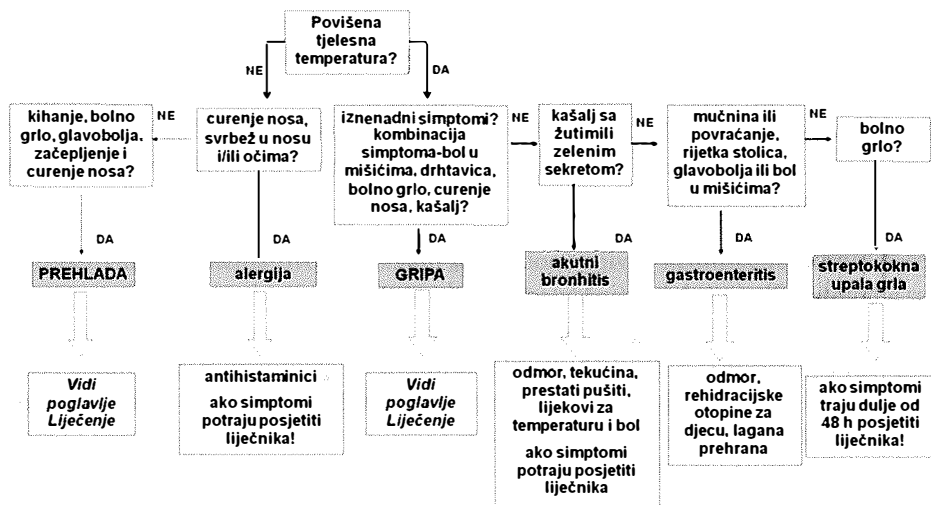 Povišena
tjelesna
temperatura?
NE
DA
kihanje, bolno
grlo, glavobolja,
začepljenje i
curenje nosa?
NE
curenje nosa,
svrbež u nosu
i/ili očima?
iznenadni simptomi?
kombinacija
simptoma-bol u
mišićima, drhtavica,
bolno grlo, curenje
nosa, kašalj?
NE
kašalj sa
žutimili
zelenim
sekretom?
NE
mučnina ili
povraćanje,
rijetka stolica,
glavobolja ili bol
u mišićima?
NE
bolno
grlo?
DA
DA
DA
DA
DA
DA
PREHLADA
alergija
GRIPA
akutni
bronhitis
gastroenteritis
streptokokna
upala grla
Vidi
poglavlje
Liječenje
antihistaminici
ako simptomi
potraju posjetiti
liječnika!
Vidi
poglavlje
Liječenje
odmor, tekućina,
prestati pušiti,
lijekovi za
temperaturu i bol
ako simptomi
potraju posjetiti
liječnika
odmor,
rehidracijske
otopine za
djecu, lagana
prehrana
ako simptomi
traju dulje od
48 h posjetiti
liječnika!